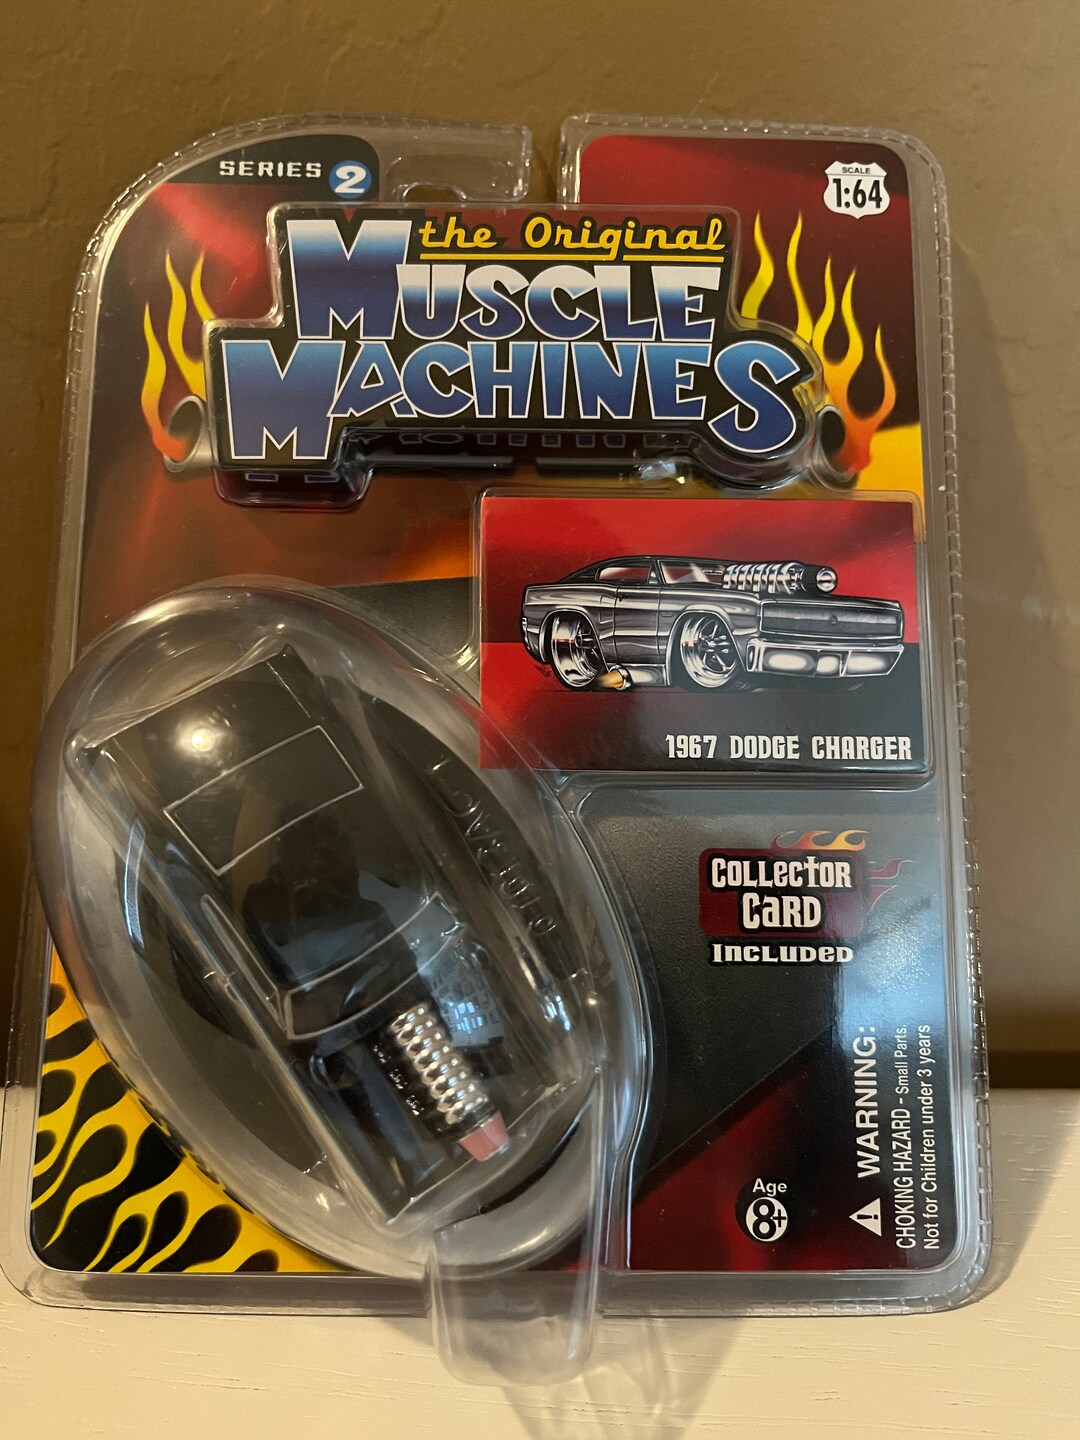 SERIES 2
SCALE
1:64
the Original
MUSCLE
MACHINES
1967 DODGE CHARGER
COLLECTOR
CARD
INCLUDED
WARNING:
CHOKING HAZARD - Small Parts.
Not for Children under 3 years
Age
8+